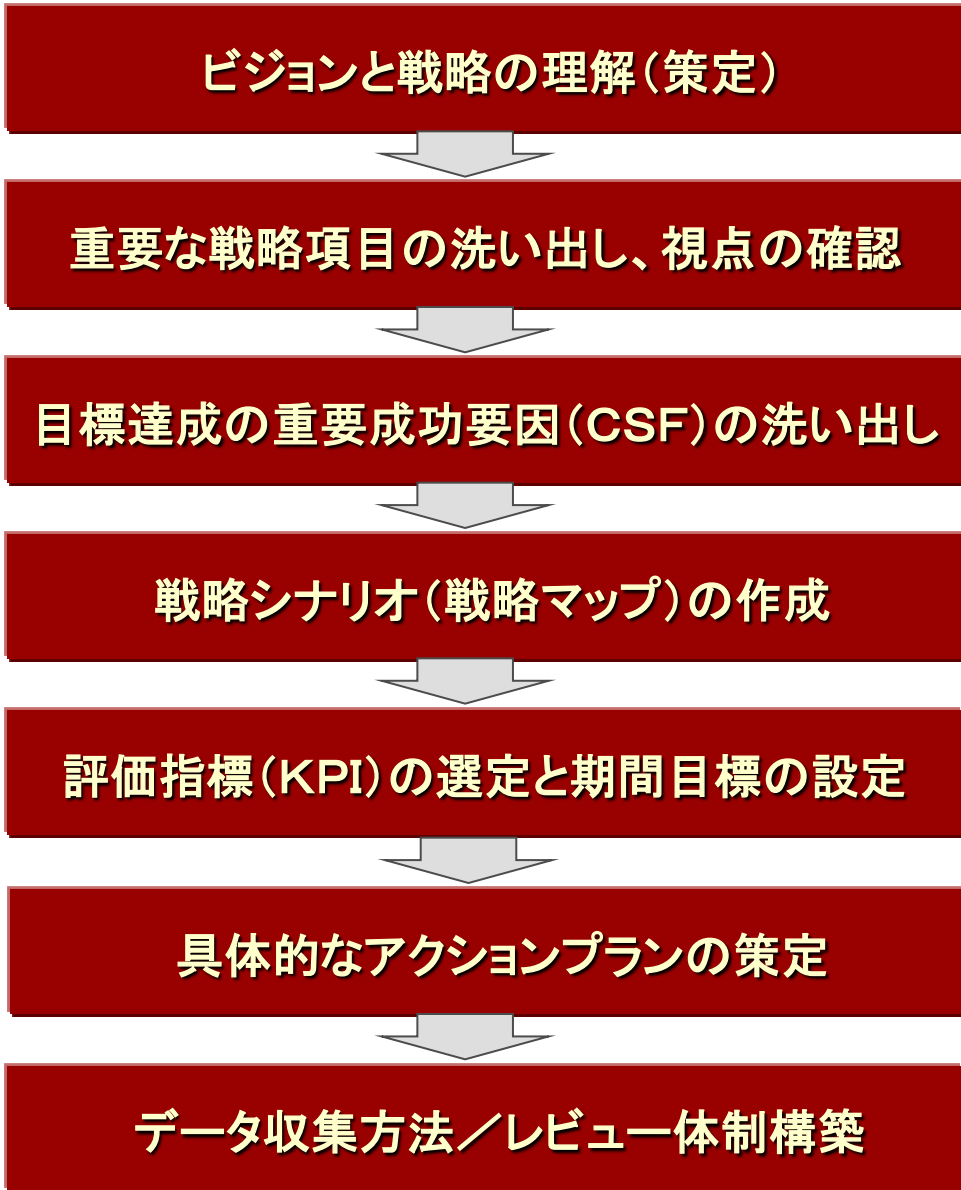 ビジョンと戦略の理解（策定）
重要な戦略項目の洗い出し、視点の確認
目標達成の重要成功要因（ＣＳＦ）の洗い出し
戦略シナリオ（戦略マップ）の作成
評価指標（ＫＰＩ）の選定と期間目標の設定
具体的なアクションプランの策定
データ収集方法／レビュー体制構築